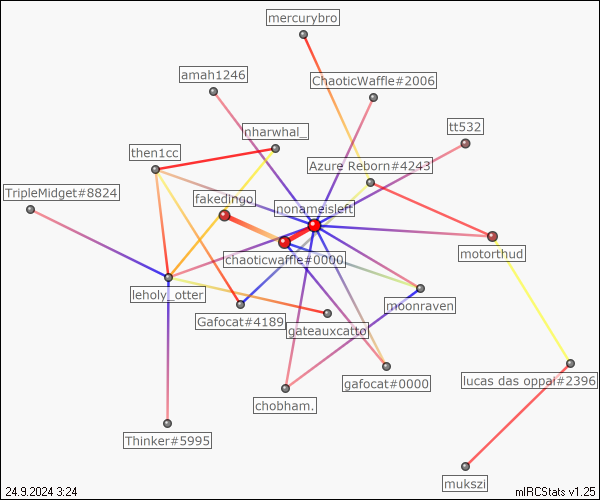 mercurybro
amah1246
ChaoticWaffle#2006
nharwhal_
tt532
then1cc
Azure Reborn#4243
TripleMidget#8824
fakedingo
nonameisleft
motorthud
chaoticwaffle#0000
leholy_otter
moonraven
Gafocat#4189
gateauxcatto
gafocat#0000
lucas das oppai#2396
chobham.
Thinker#5995
mukszi
24.9.2024 3:24
mIRCStats v1.25